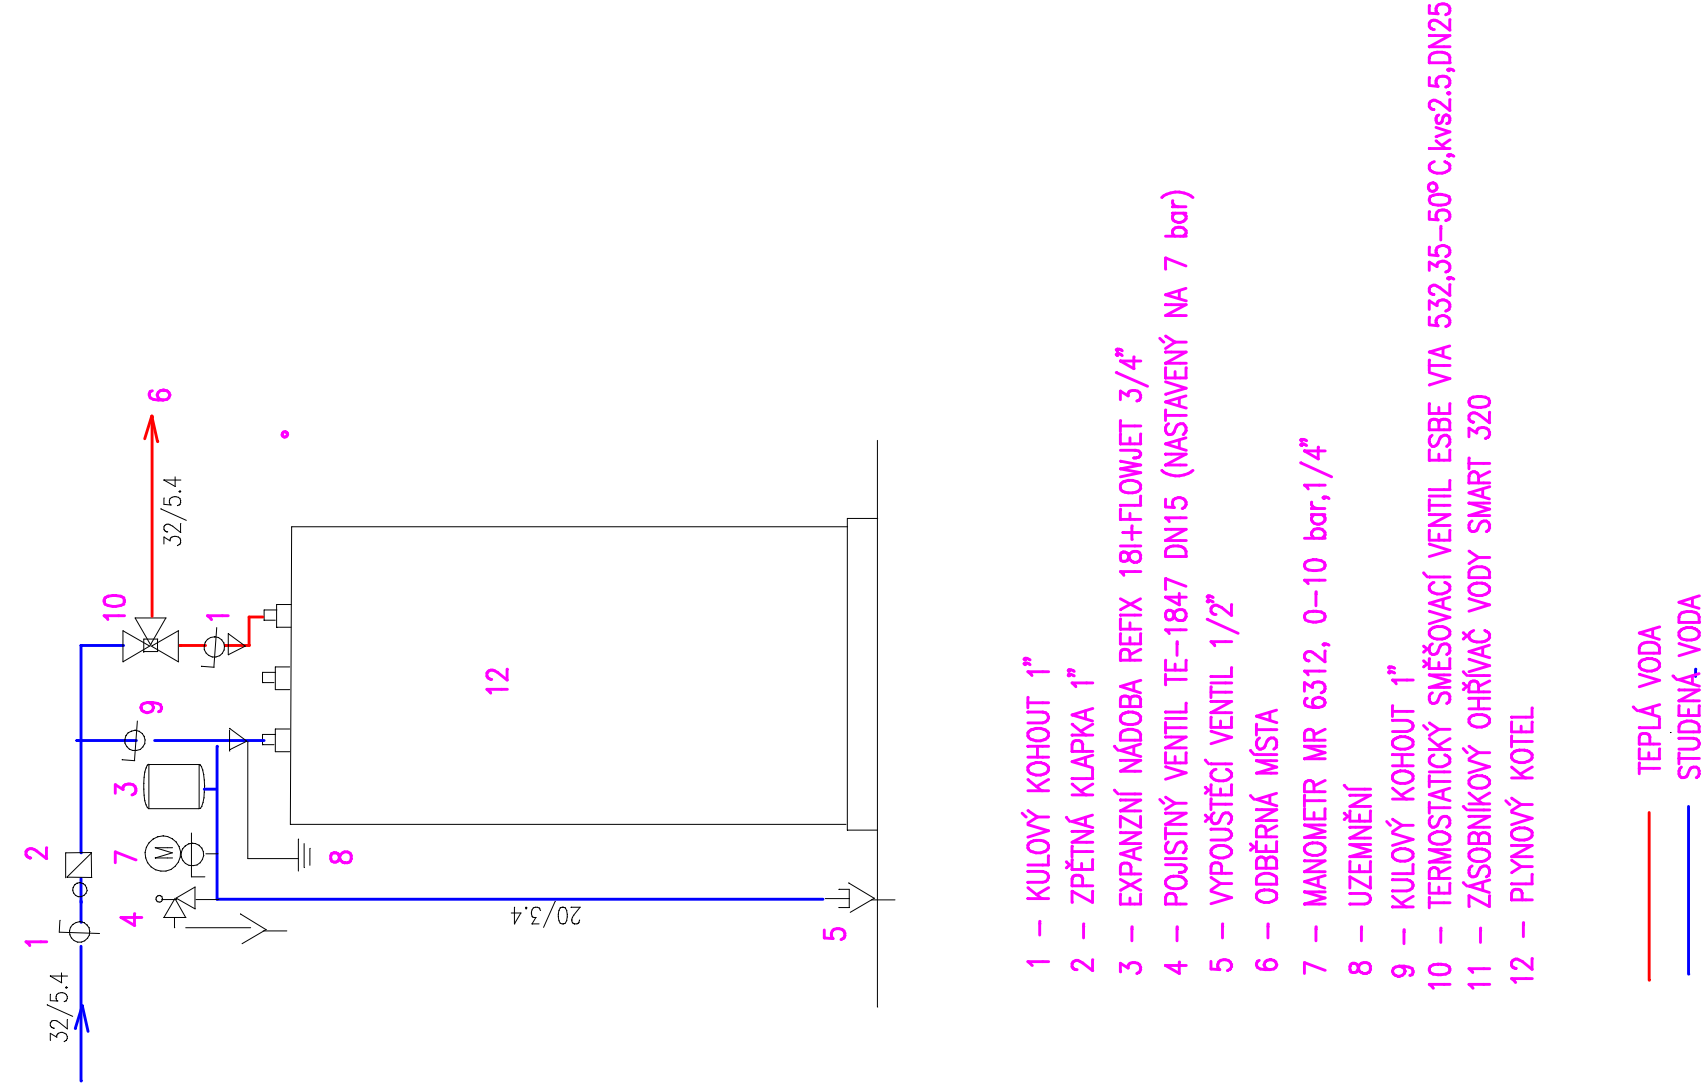 32/5.4
1
2
4
7
3
9
10
1
6
32/5.4
8
12
20/3.4
5
1 - KULOVÝ KOHOUT 1"
2 - ZPĚTNÁ KLAPKA 1"
3 - EXPANZNÍ NÁDOBA REFIX 18l+FLOWJET 3/4"
4 - POJISTNÝ VENTIL TE-1847 DN15 (NASTAVENÝ NA 7 bar)
5 - VYPOUŠTĚCÍ VENTIL 1/2"
6 - ODBĚRNÁ MÍSTA
7 - MANOMETR MR 6312, 0-10 bar,1/4"
8 - UZEMNĚNÍ
9 - KULOVÝ KOHOUT 1"
10 - TERMOSTATICKÝ SMĚŠOVACÍ VENTIL ESBE VTA 532,35-50°C,kvs2.5,DN25
11 - ZÁSOBNÍKOVÝ OHŘÍVAČ VODY SMART 320
12 - PLYNOVÝ KOTEL
M
TEPLÁ VODA
STUDENÁ VODA